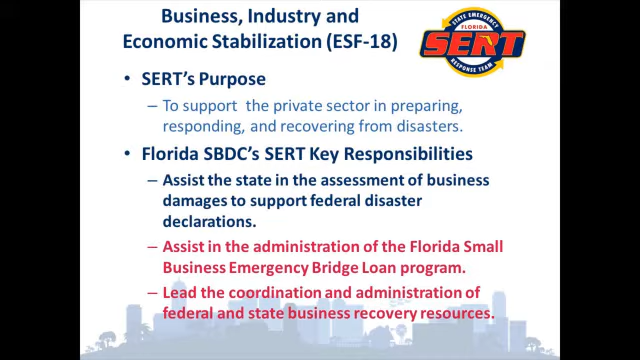 Business, Industry and
Economic Stabilization (ESF-18)
STATE EMERGENCY
FLORIDA
SERT
RESPONSE TEAM
• SERT's Purpose
– To support the private sector in preparing,
responding, and recovering from disasters.
• Florida SBDC's SERT Key Responsibilities
– Assist the state in the assessment of business
damages to support federal disaster
declarations.
– Assist in the administration of the Florida Small
Business Emergency Bridge Loan program.
– Lead the coordination and administration of
federal and state business recovery resources.